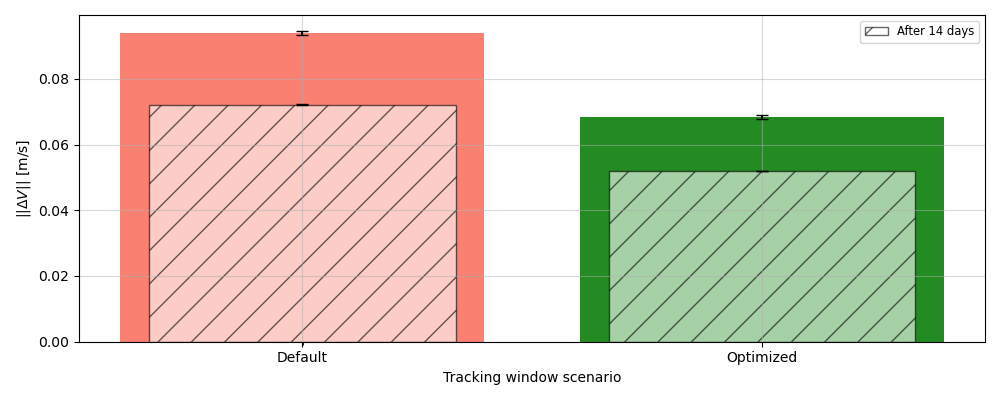 After 14 days
||ΔV|| [m/s]
0.08
0.06
0.04
0.02
0.00
Default
Optimized
Tracking window scenario